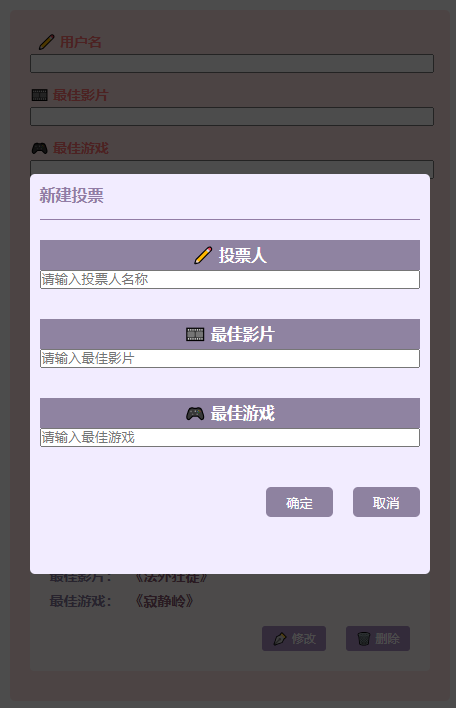 用户名
最佳影片
最佳游戏
新建投票
投票人
请输入投票人名称
最佳影片
请输入最佳影片
最佳游戏
请输入最佳游戏
确定 取消
最佳影片： 《法外狂徒》
最佳游戏： 《寂静岭》
修改 删除